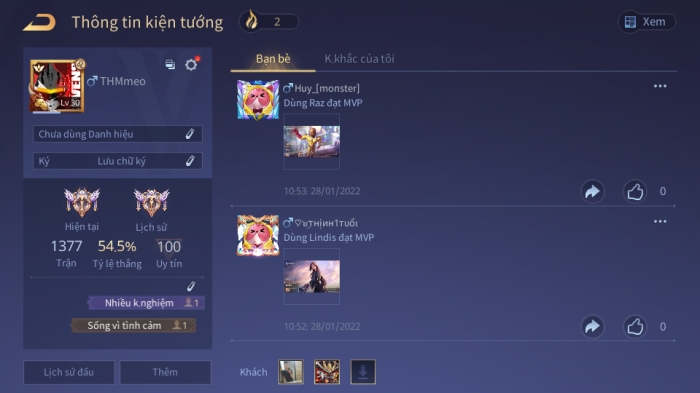 Thông tin kiện tướng
2
Xem
THMmeo
Lv 30
Chưa dùng Danh hiệu
Ký Lưu chữ ký
Hiện tại
Lịch sử
1377
54.5%
100
Trận
Tỷ lệ thắng
Uy tín
Nhiều k.nghiệm 1
Sống vì tình cảm 1
Lịch sử đấu
Thêm
Bạn bè
K.khắc của tôi
Huy_[monster]
Dùng Raz đạt MVP
10:53: 28/01/2022
0
Dùng Lindis đạt MVP
10:52: 28/01/2022
0
Khách